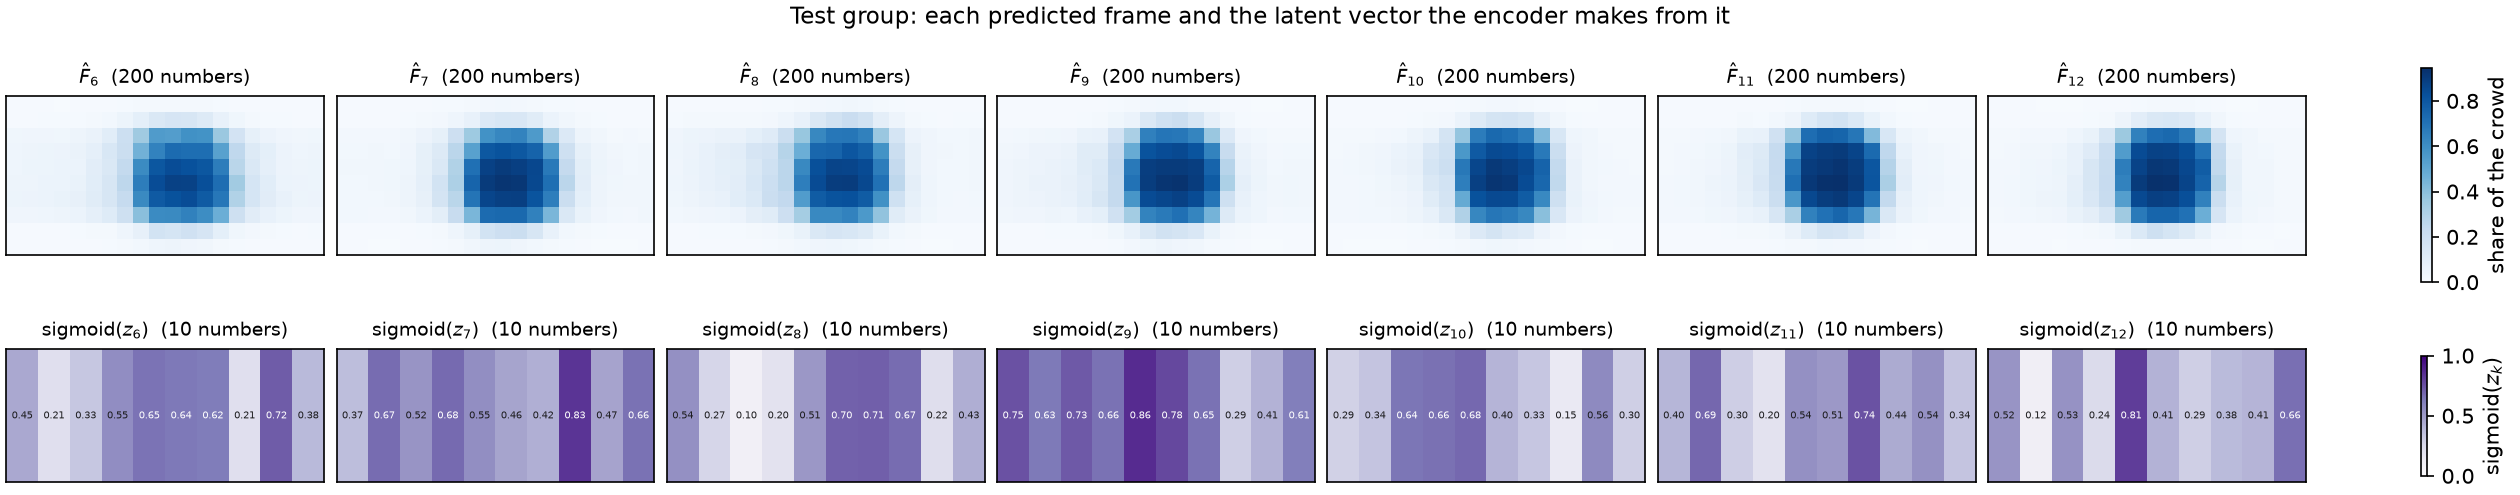 Test group: each predicted frame and the latent vector the encoder makes from it
F̂₆ (200 numbers)
F̂₇ (200 numbers)
F̂₈ (200 numbers)
F̂₉ (200 numbers)
F̂₁₀ (200 numbers)
F̂₁₁ (200 numbers)
F̂₁₂ (200 numbers)
0.8
0.6
0.4
0.2
0.0
share of the crowd
sigmoid(z₆) (10 numbers)
sigmoid(z₇) (10 numbers)
sigmoid(z₈) (10 numbers)
sigmoid(z₉) (10 numbers)
sigmoid(z₁₀) (10 numbers)
sigmoid(z₁₁) (10 numbers)
sigmoid(z₁₂) (10 numbers)
0.45 0.21 0.33 0.55 0.65 0.64 0.62 0.21 0.72 0.38
0.37 0.67 0.52 0.68 0.55 0.46 0.42 0.83 0.47 0.66
0.54 0.27 0.10 0.20 0.51 0.70 0.71 0.67 0.22 0.43
0.75 0.63 0.73 0.66 0.86 0.78 0.65 0.29 0.41 0.61
0.29 0.34 0.64 0.66 0.68 0.40 0.33 0.15 0.56 0.30
0.40 0.69 0.30 0.20 0.54 0.51 0.74 0.44 0.54 0.34
0.52 0.12 0.53 0.24 0.81 0.41 0.29 0.38 0.41 0.66
1.0
0.5
0.0
sigmoid(zₖ)